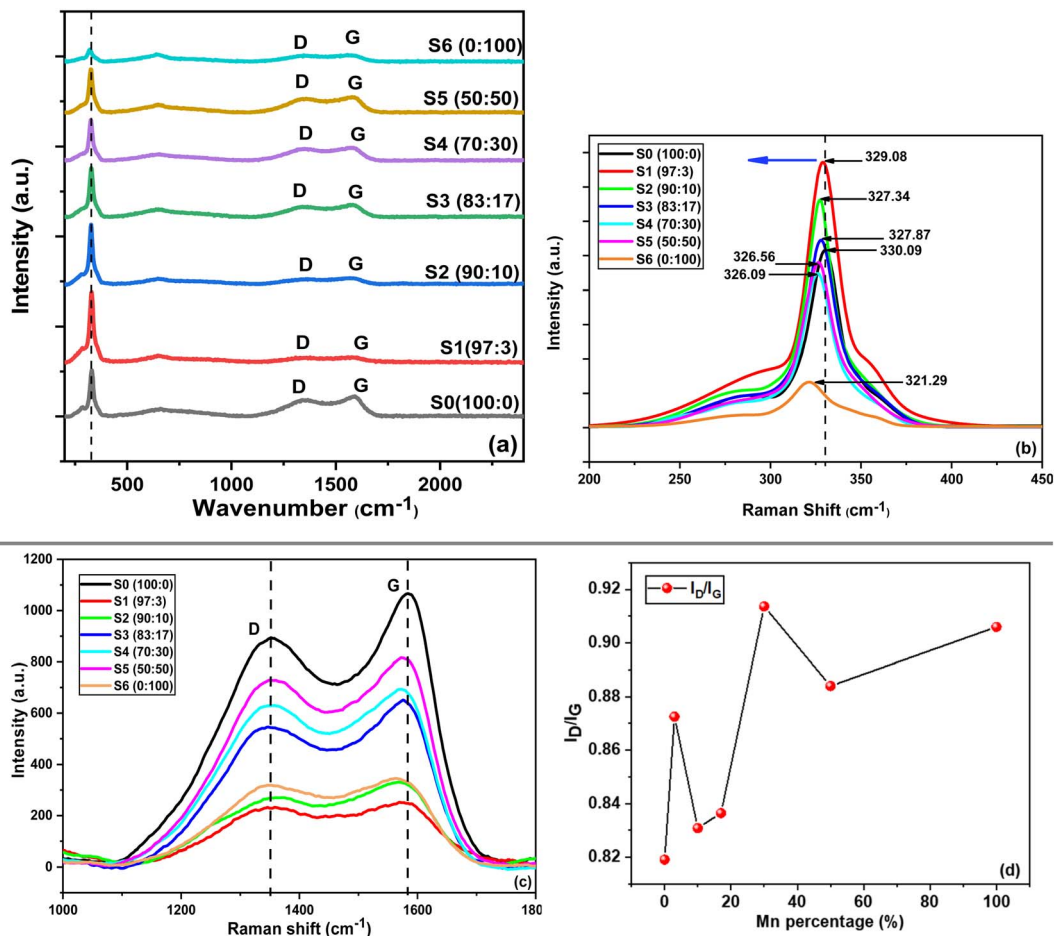 S6 (0:100)
D
G
S5 (50:50)
D
G
S4 (70:30)
D
G
S3 (83:17)
D
G
S2 (90:10)
D
G
S1(97:3)
D
G
S0(100:0)
D
G
(a)
Intensity (a.u.)
500
1000
1500
2000
Wavenumber (cm-1)
S0 (100:0)
S1 (97:3)
S2 (90:10)
S3 (83:17)
S4 (70:30)
S5 (50:50)
S6 (0:100)
329.08
327.34
327.87
330.09
326.56
326.09
321.29
(b)
Intensity (a.u.)
200
250
300
350
400
450
Raman Shift (cm-1)
1200
1000
800
600
400
200
0
S0 (100:0)
S1 (97:3)
S2 (90:10)
S3 (83:17)
S4 (70:30)
S5 (50:50)
S6 (0:100)
D
G
(c)
Intensity (a.u.)
1000
1200
1400
1600
180
Raman shift (cm-1)
0.92
0.90
0.88
0.86
0.84
0.82
ID/IG
ID/IG
(d)
0
20
40
60
80
100
Mn percentage (%)